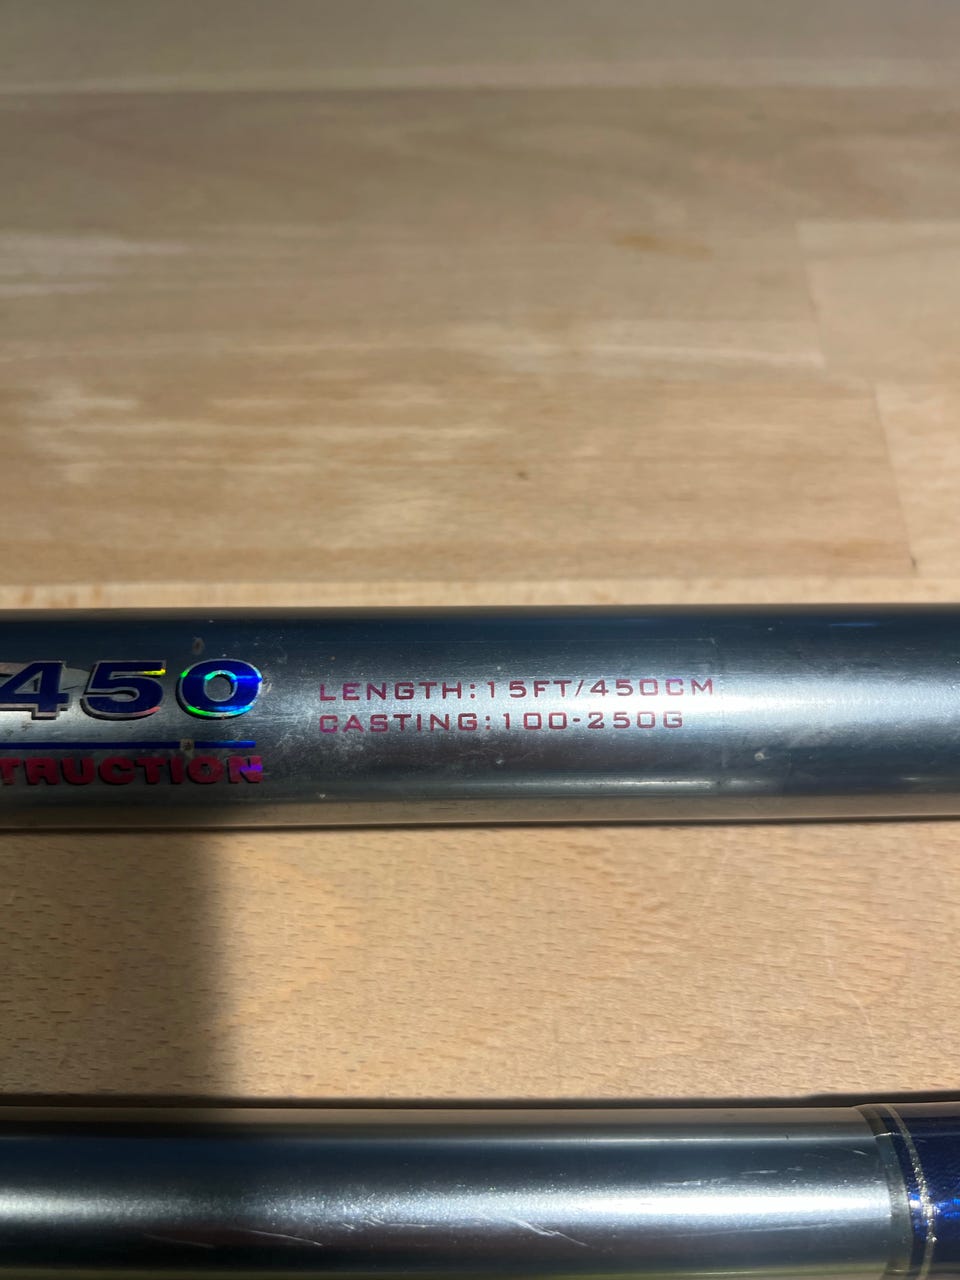 450
LENGTH:15FT/450CM
CASTING:100-250G
TRUCTION